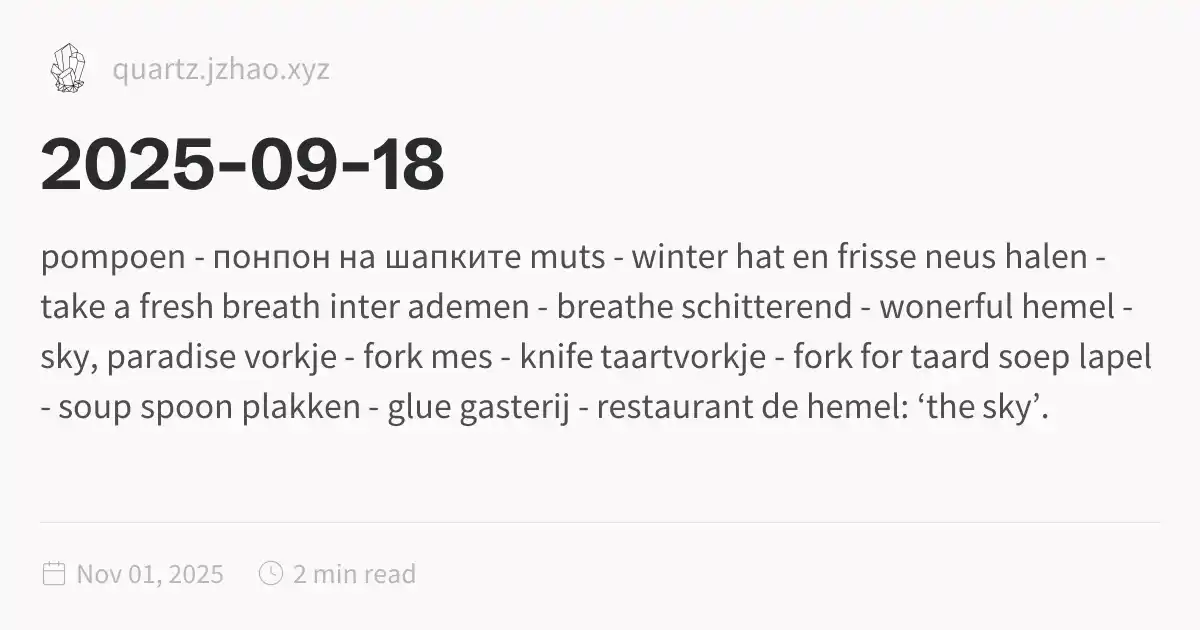 quartz.jzhao.xyz
2025-09-18
pompoen - понпон на шапките muts - winter hat en frisse neus halen -
take a fresh breath inter ademen - breathe schitterend - wonerful hemel -
sky, paradise vorkje - fork mes - knife taartvorkje - fork for taard soep lapel
- soup spoon plakken - glue gasterij - restaurant de hemel: ‘the sky’.
Nov 01, 2025 2 min read